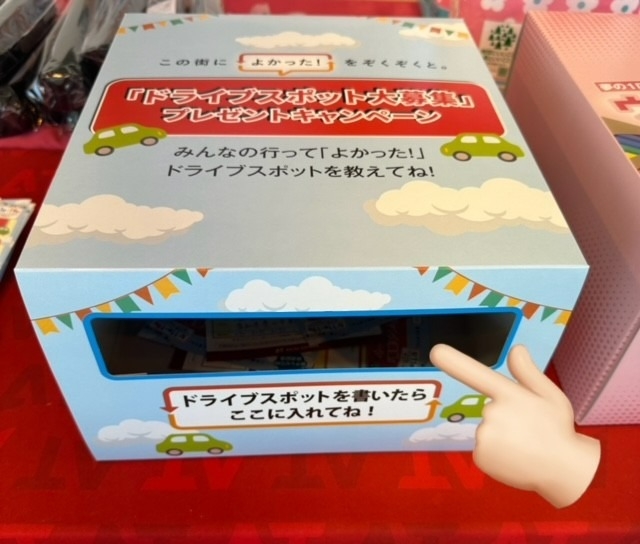 この街に よかった! をぞくぞくと。
「ドライブスポット大募集」
プレゼントキャンペーン
みんなの行って「よかった!」
ドライブスポットを教えてね!
ドライブスポットを書いたら
ここに入れてね!